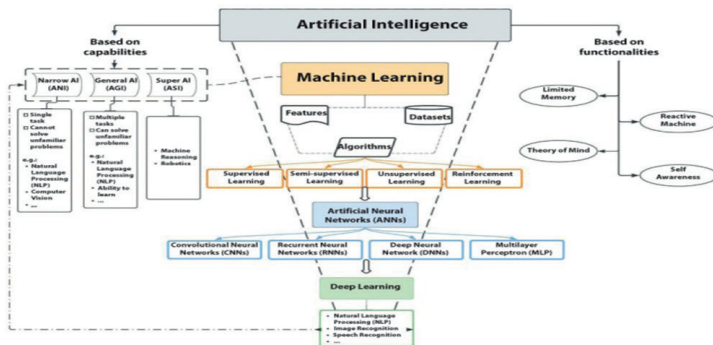 Artificial Intelligence
Based on
capabilities
Based on
functionalities
Narrow AI
(ANI)
General AI
(AGI)
Super AI
(ASI)
Machine Learning
Features
Datasets
Algorithms
Single
task
Cannot
solve
unfamiliar
problems
e.g.:
Natural
Language
Processing
(NLP)
Computer
Vision
...
Multiple
tasks
Can solve
unfamiliar
problems
e.g.:
Natural
Language
Processing
(NLP)
Ability to
learn
...
Machine
Reasoning
Robotics
Limited
Memory
Reactive
Machine
Theory of Mind
Self
Awareness
Supervised
Learning
Semi-supervised
Learning
Unsupervised
Learning
Reinforcement
Learning
Artificial Neural
Networks (ANNs)
Convolutional Neural
Networks (CNNs)
Recurrent Neural
Networks (RNNs)
Deep Neural
Network (DNNs)
Multilayer
Perceptron (MLP)
Deep Learning
Natural Language
Processing (NLP)
Image Recognition
Speech Recognition
...